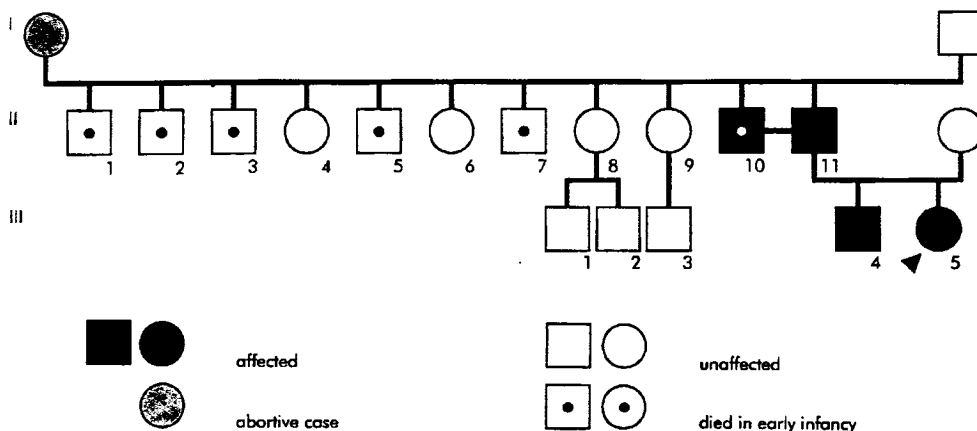 I
II
1 2 3 4 5 6 7 8 9 10 11
III
1 2 3 4 5
affected
unaffected
abortive case
died in early infancy